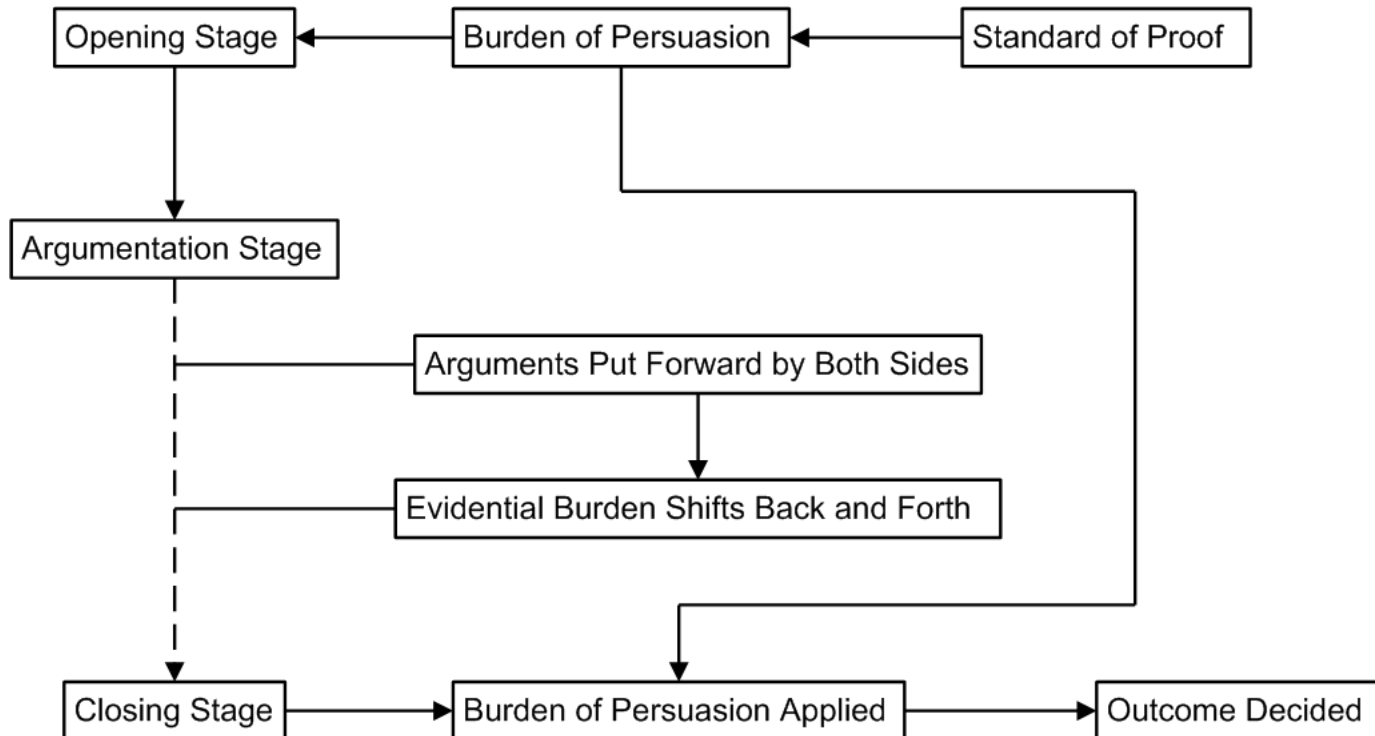 Opening Stage
Burden of Persuasion
Standard of Proof
Argumentation Stage
Arguments Put Forward by Both Sides
Evidential Burden Shifts Back and Forth
Closing Stage
Burden of Persuasion Applied
Outcome Decided